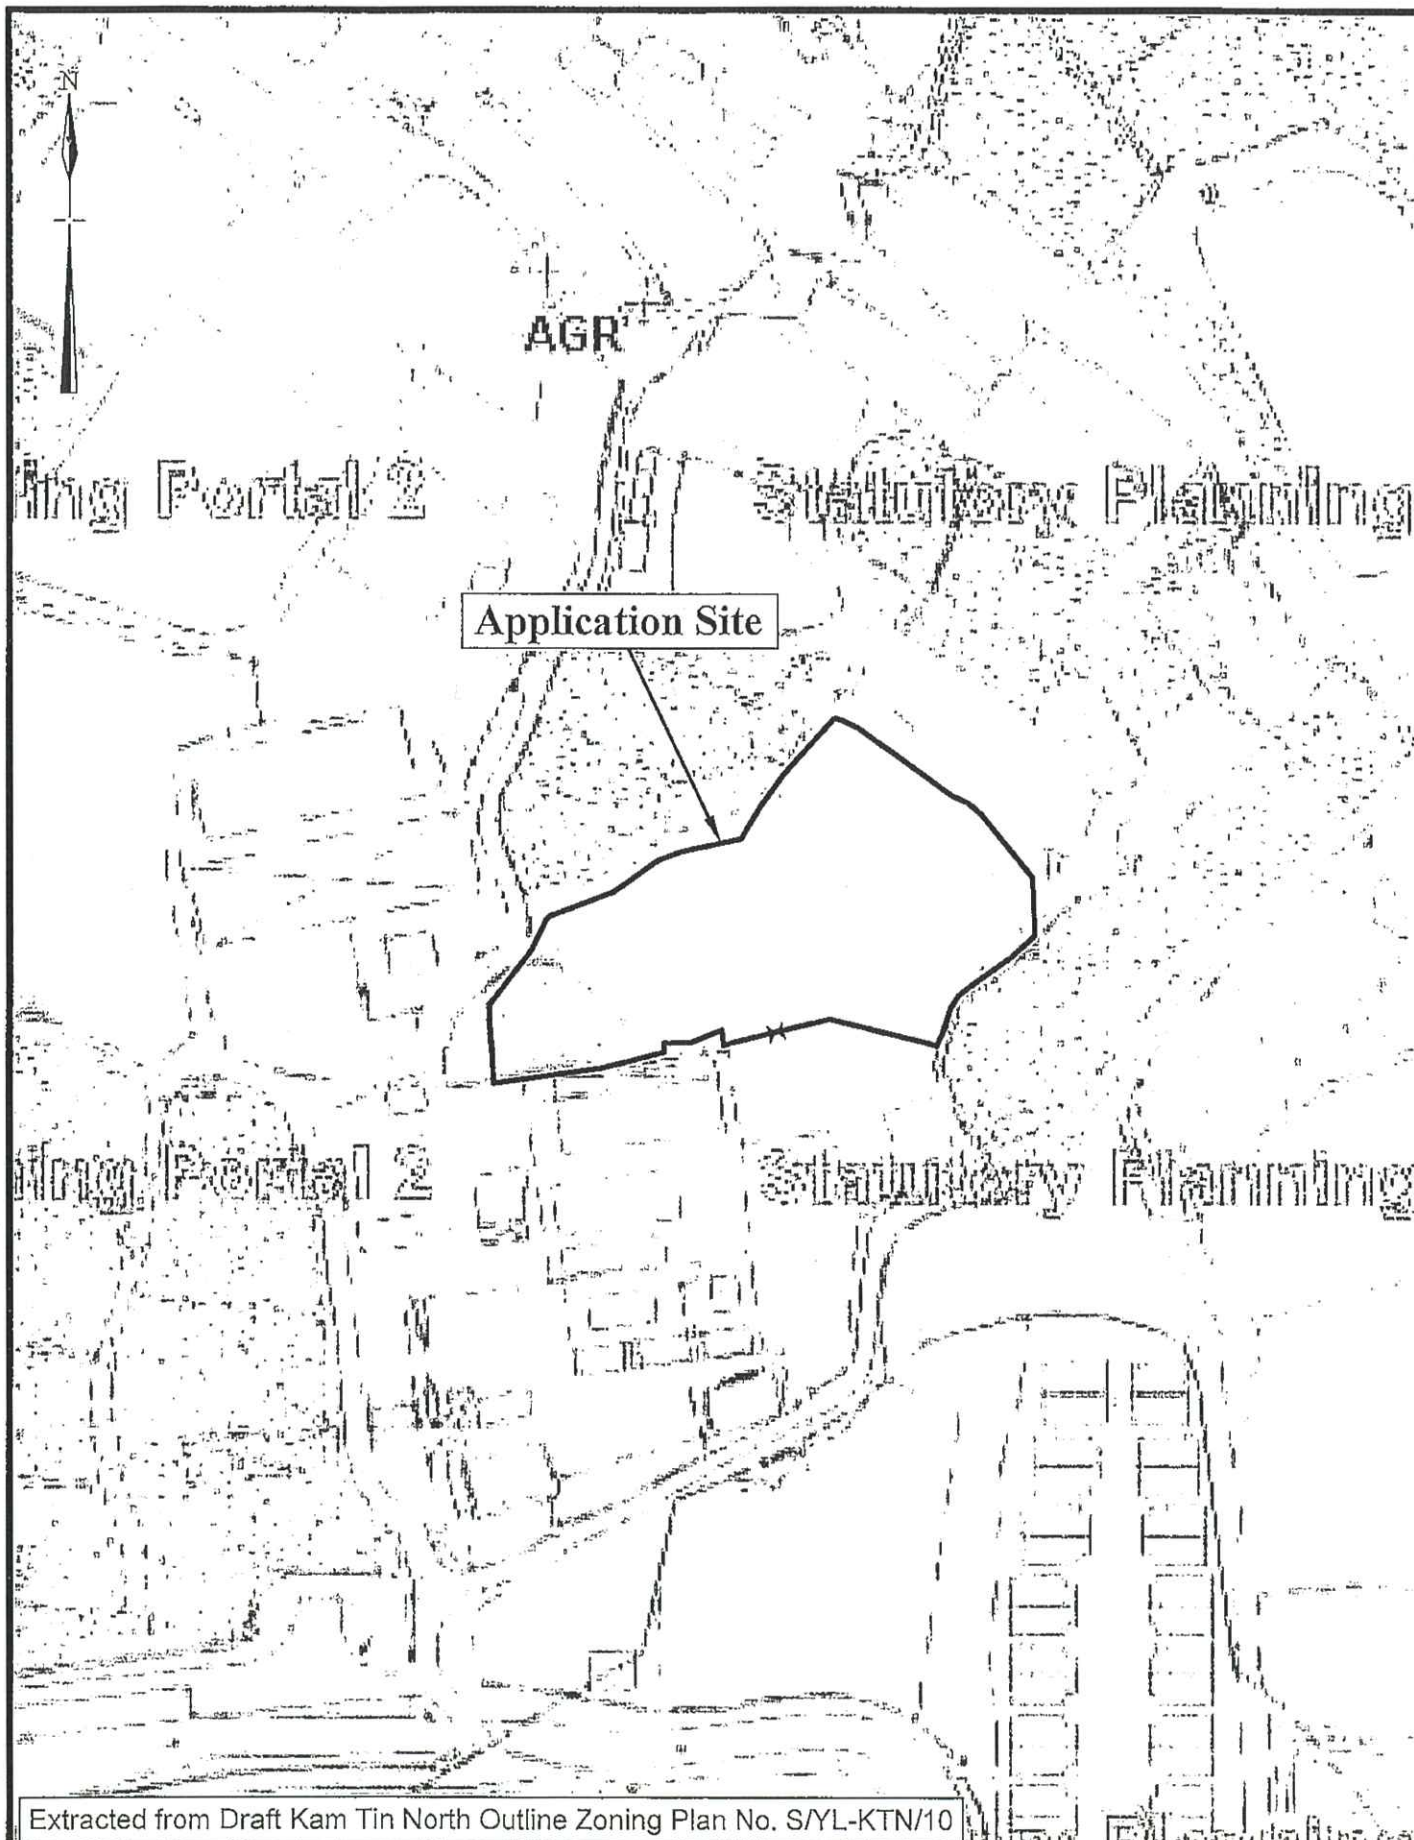 N
AGR
ing Portal 2
Statutory Planning
Application Site
ing Portal 2
Statutory Planning
Extracted from Draft Kam Tin North Outline Zoning Plan No. S/YL-KTN/10